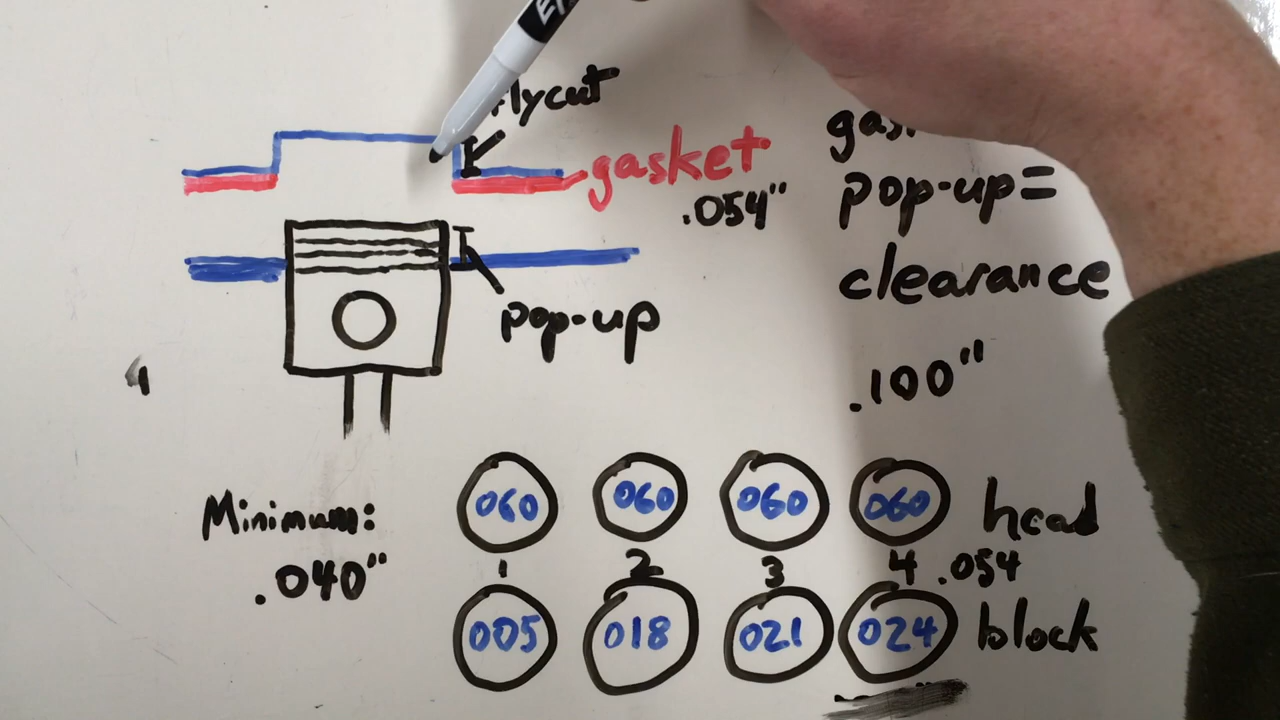 flycut
gasket
.054"
pop-up=
clearance
pop-up
.100"
060 060 060 060 head
Minimum:
.040"
1 2 3 4 .054
005 018 021 024 block